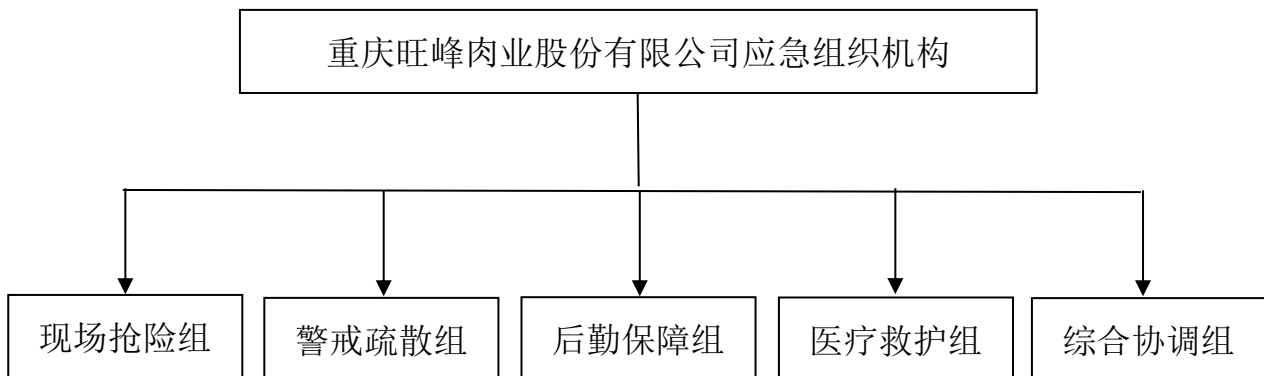 重庆旺峰肉业股份有限公司应急组织机构
现场抢险组
警戒疏散组
后勤保障组
医疗救护组
综合协调组